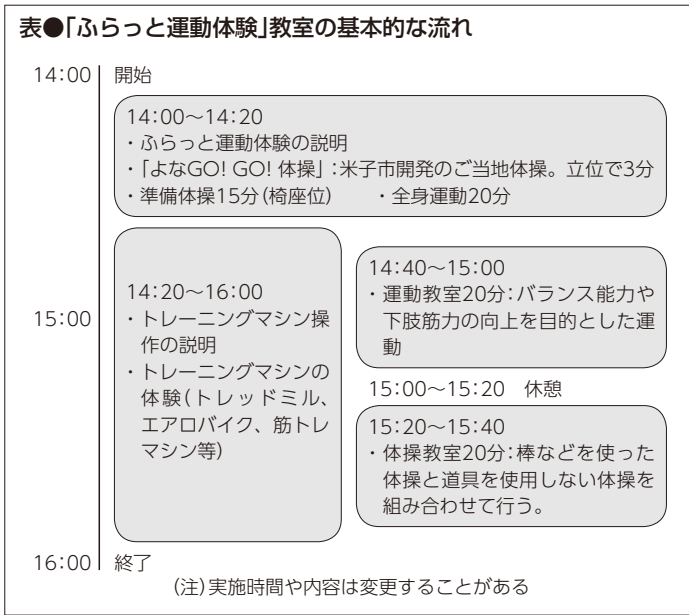 表●「ふらっと運動体験」教室の基本的な流れ
14:00 開始
14:00～14:20
・ふらっと運動体験の説明
・「よなGO! GO! 体操」:米子市開発のご当地体操。立位で3分
・準備体操15分(椅座位)　・全身運動20分
14:20～16:00
・トレーニングマシン操
作の説明
・トレーニングマシンの
体験(トレッドミル、
エアロバイク、筋トレ
マシン等)
14:40～15:00
・運動教室20分:バランス能力や
下肢筋力の向上を目的とした運
動
15:00
15:00～15:20　休憩
15:20～15:40
・体操教室20分:棒などを使った
体操と道具を使用しない体操を
組み合わせて行う。
16:00 終了
(注)実施時間や内容は変更することがある